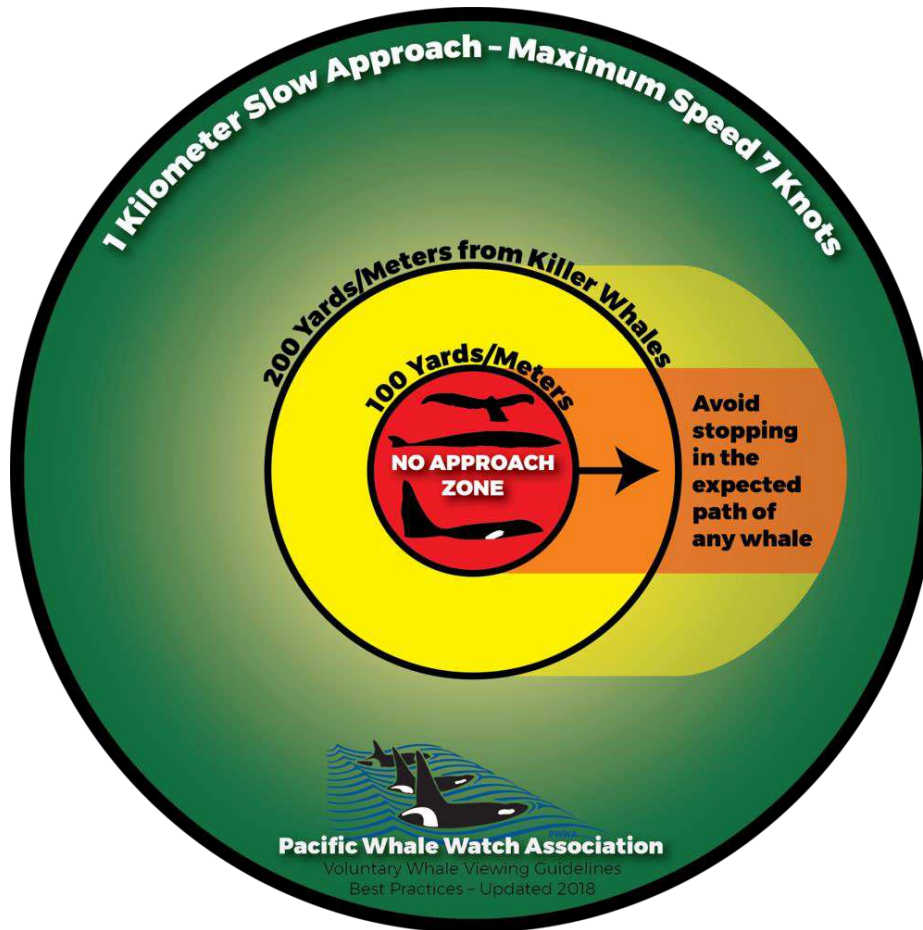 1 Kilometer Slow Approach – Maximum Speed 7 Knots
200 Yards/Meters from Killer Whales
100 Yards/Meters
NO APPROACH
ZONE
Avoid
stopping
in the
expected
path of
any whale
PWWA
Pacific Whale Watch Association
Voluntary Whale Viewing Guidelines
Best Practices – Updated 2018